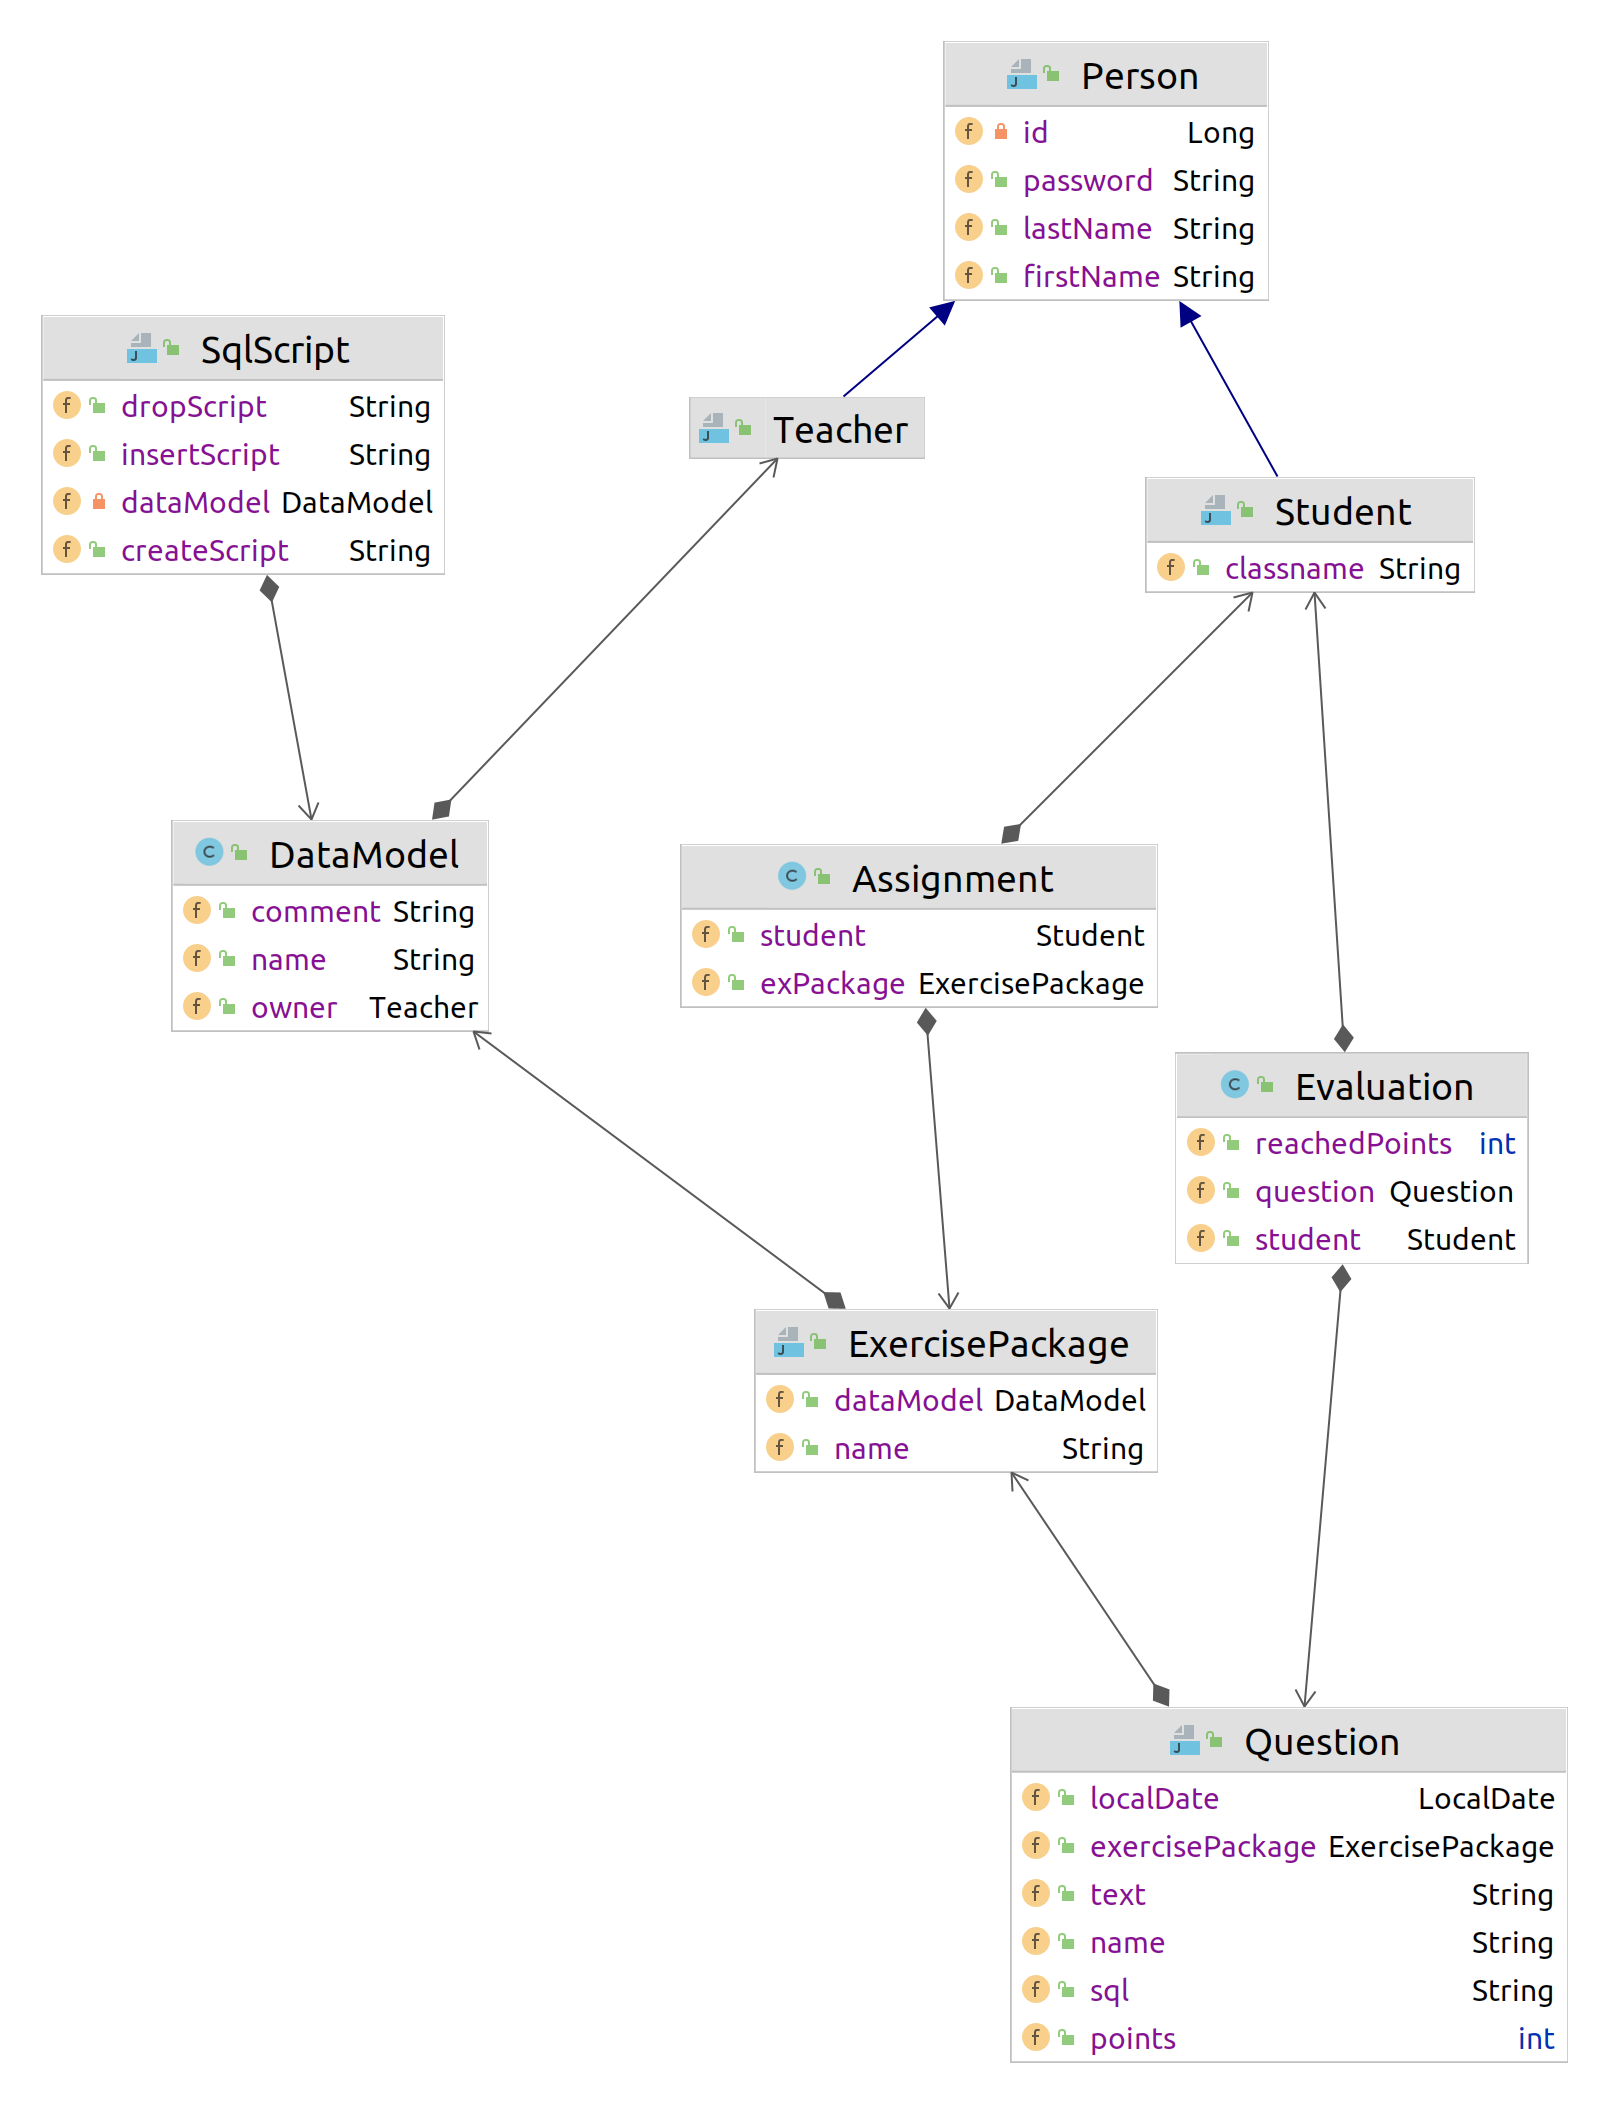 Person
id Long
password String
lastName String
firstName String
SqlScript
dropScript String
insertScript String
dataModel DataModel
createScript String
Teacher
Student
classname String
DataModel
comment String
name String
owner Teacher
Assignment
student Student
exPackage ExercisePackage
Evaluation
reachedPoints int
question Question
student Student
ExercisePackage
dataModel DataModel
name String
Question
localDate LocalDate
exercisePackage ExercisePackage
text String
name String
sql String
points int